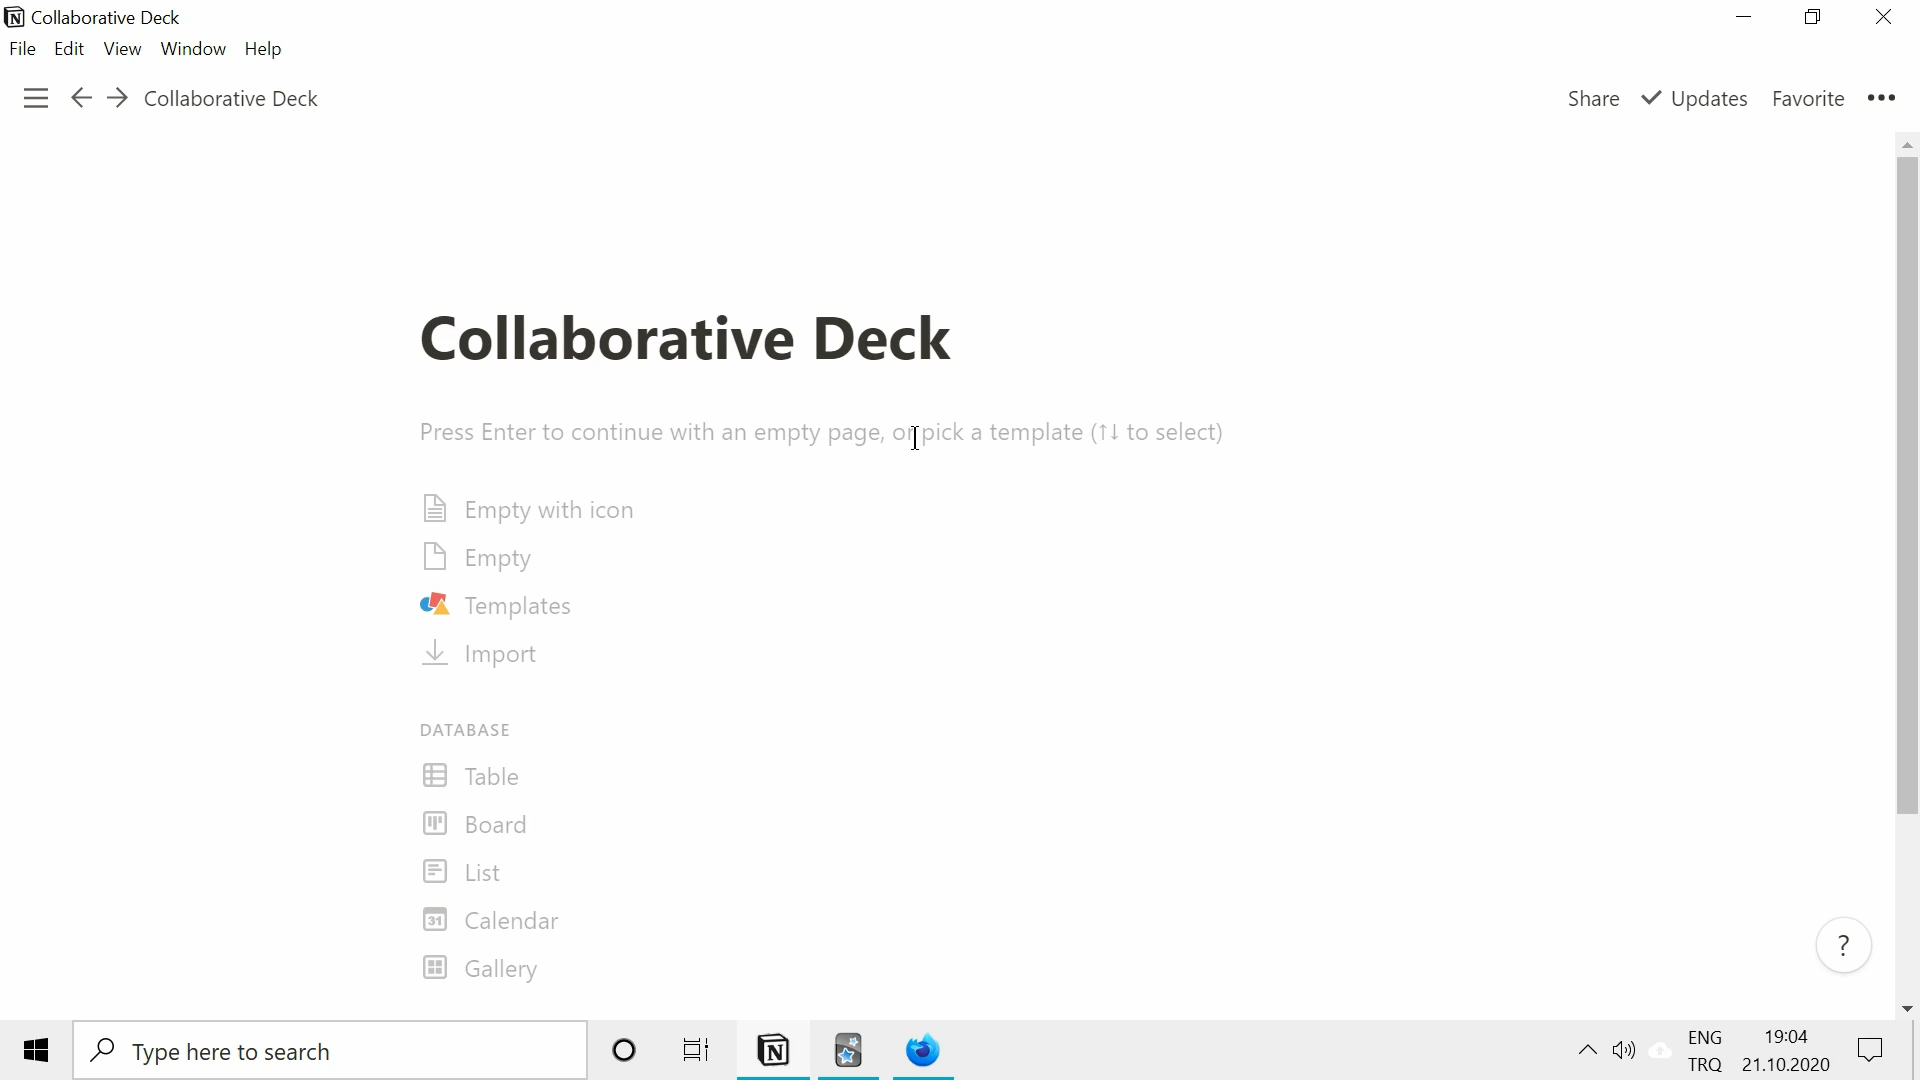 Collaborative Deck
File Edit View Window Help
Collaborative Deck
Share Updates Favorite
Collaborative Deck
Press Enter to continue with an empty page, or pick a template (↑↓ to select)
Empty with icon
Empty
Templates
Import
DATABASE
Table
Board
List
31 Calendar
Gallery
?
Type here to search
ENG 19:04
TRQ 21.10.2020